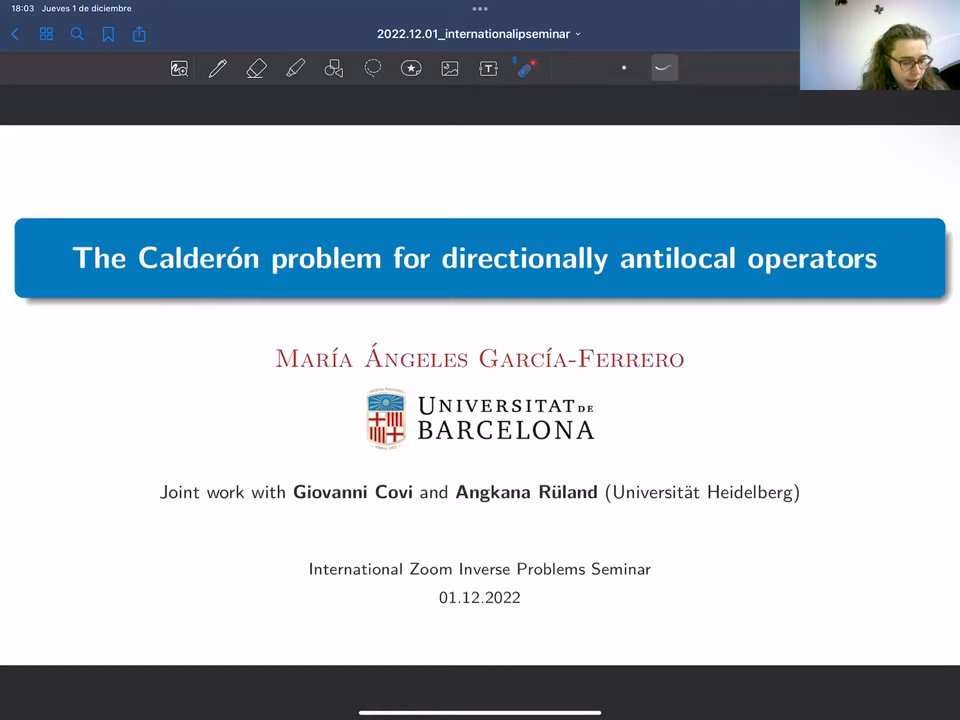 18:03 Jueves 1 de diciembre
2022.12.01_internationalipseminar
T
The Calderón problem for directionally antilocal operators
María Ángeles García-Ferrero
UNIVERSITAT DE
BARCELONA
Joint work with Giovanni Covi and Angkana Rüland (Universität Heidelberg)
International Zoom Inverse Problems Seminar
01.12.2022